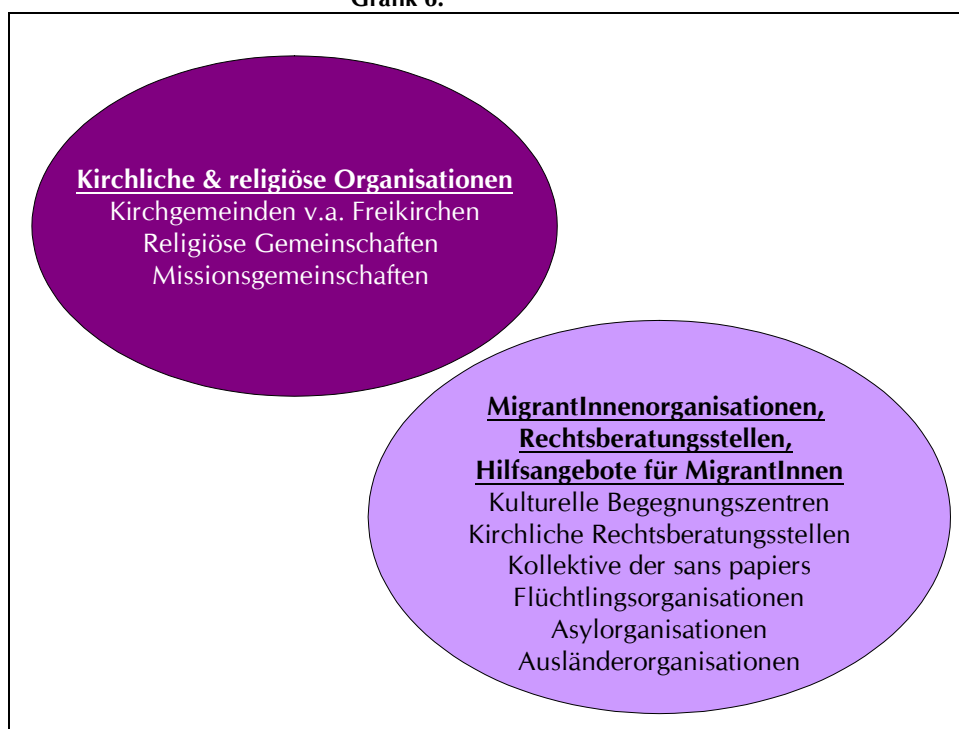 Grafik 6.
Kirchliche & religiöse Organisationen
Kirchgemeinden v.a. Freikirchen
Religiöse Gemeinschaften
Missionsgemeinschaften
MigrantInnenorganisationen,
Rechtsberatungsstellen,
Hilfsangebote für MigrantInnen
Kulturelle Begegnungszentren
Kirchliche Rechtsberatungsstellen
Kollektive der sans papiers
Flüchtlingsorganisationen
Asylorganisationen
Ausländerorganisationen